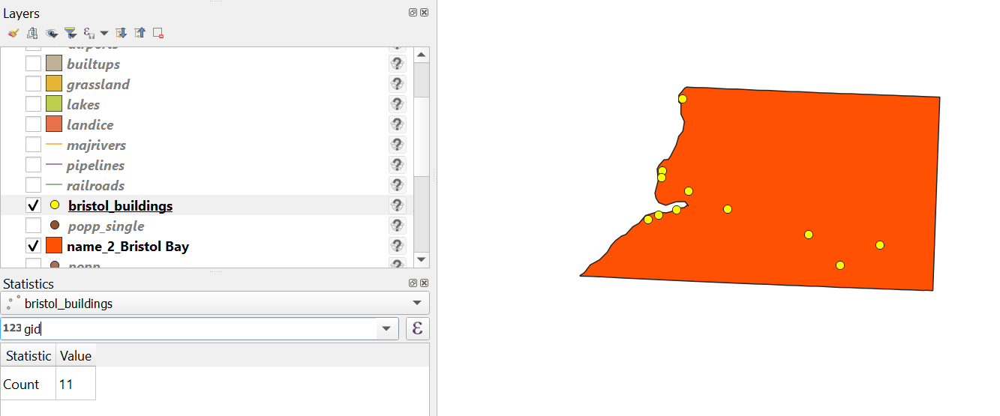 Layers
airports
builtups
grassland
lakes
landice
majrivers
pipelines
railroads
bristol_buildings
popp_single
name_2_Bristol Bay
popp
Statistics
bristol_buildings
123 gid
ε
Statistic Value
Count 11